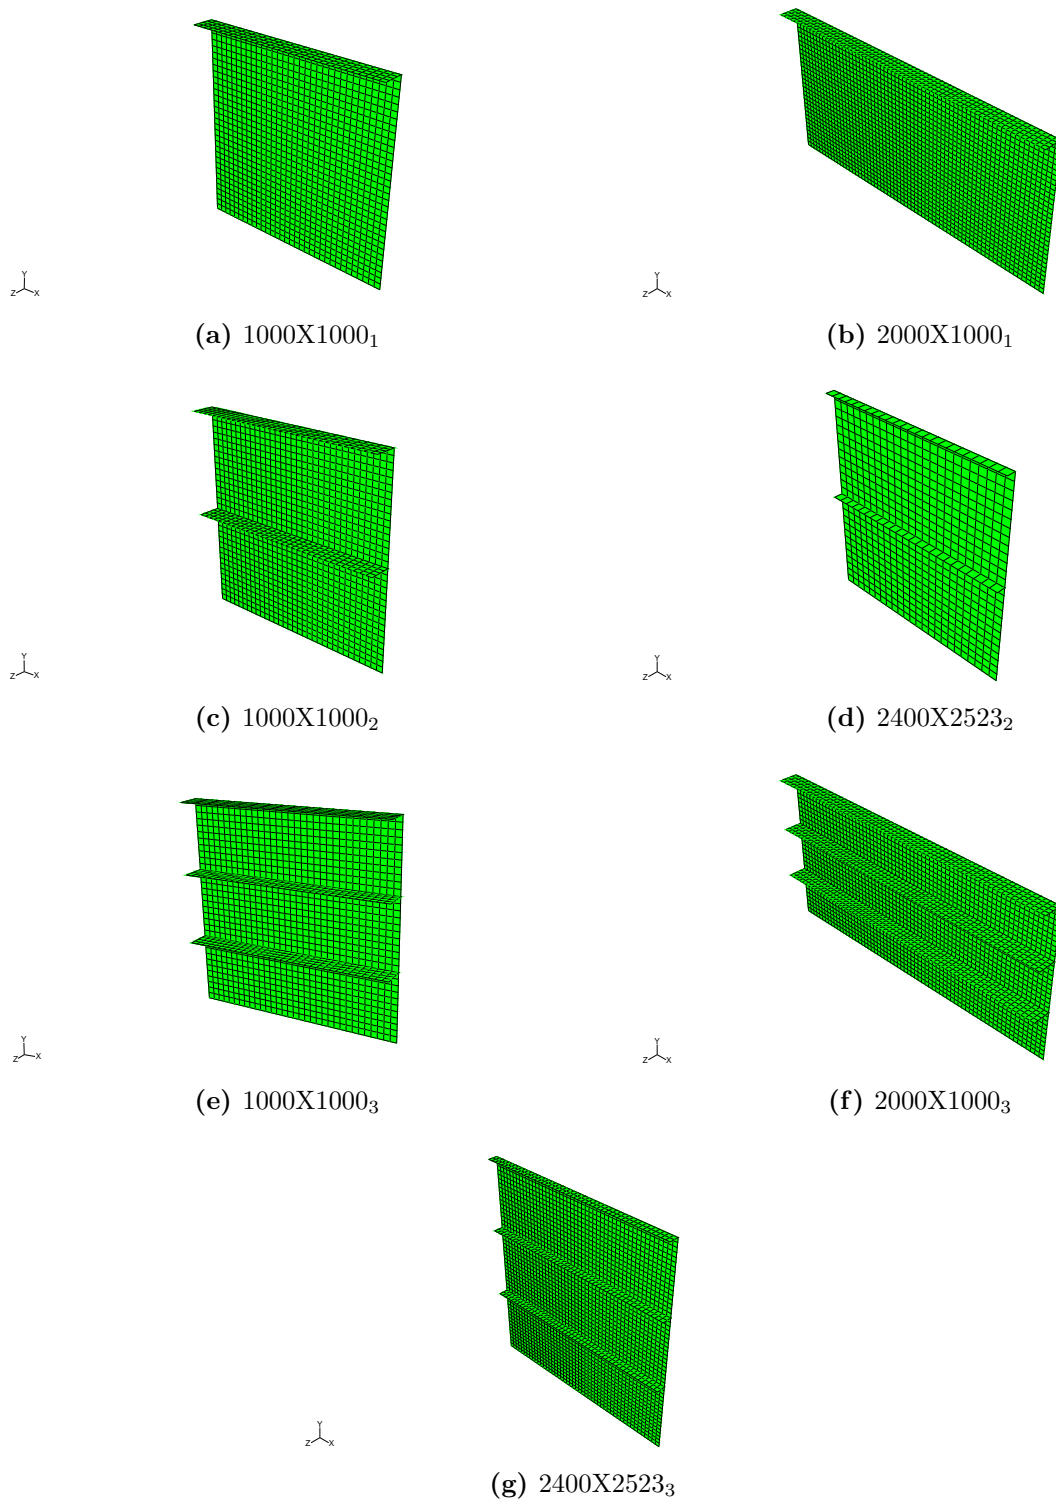 Y
Z X
Y
Z X
(a) 1000X1000₁
(b) 2000X1000₁
Y
Z X
Y
Z X
(c) 1000X1000₂
(d) 2400X2523₂
Y
Z X
Y
Z X
(e) 1000X1000₃
(f) 2000X1000₃
Y
Z X
(g) 2400X2523₃